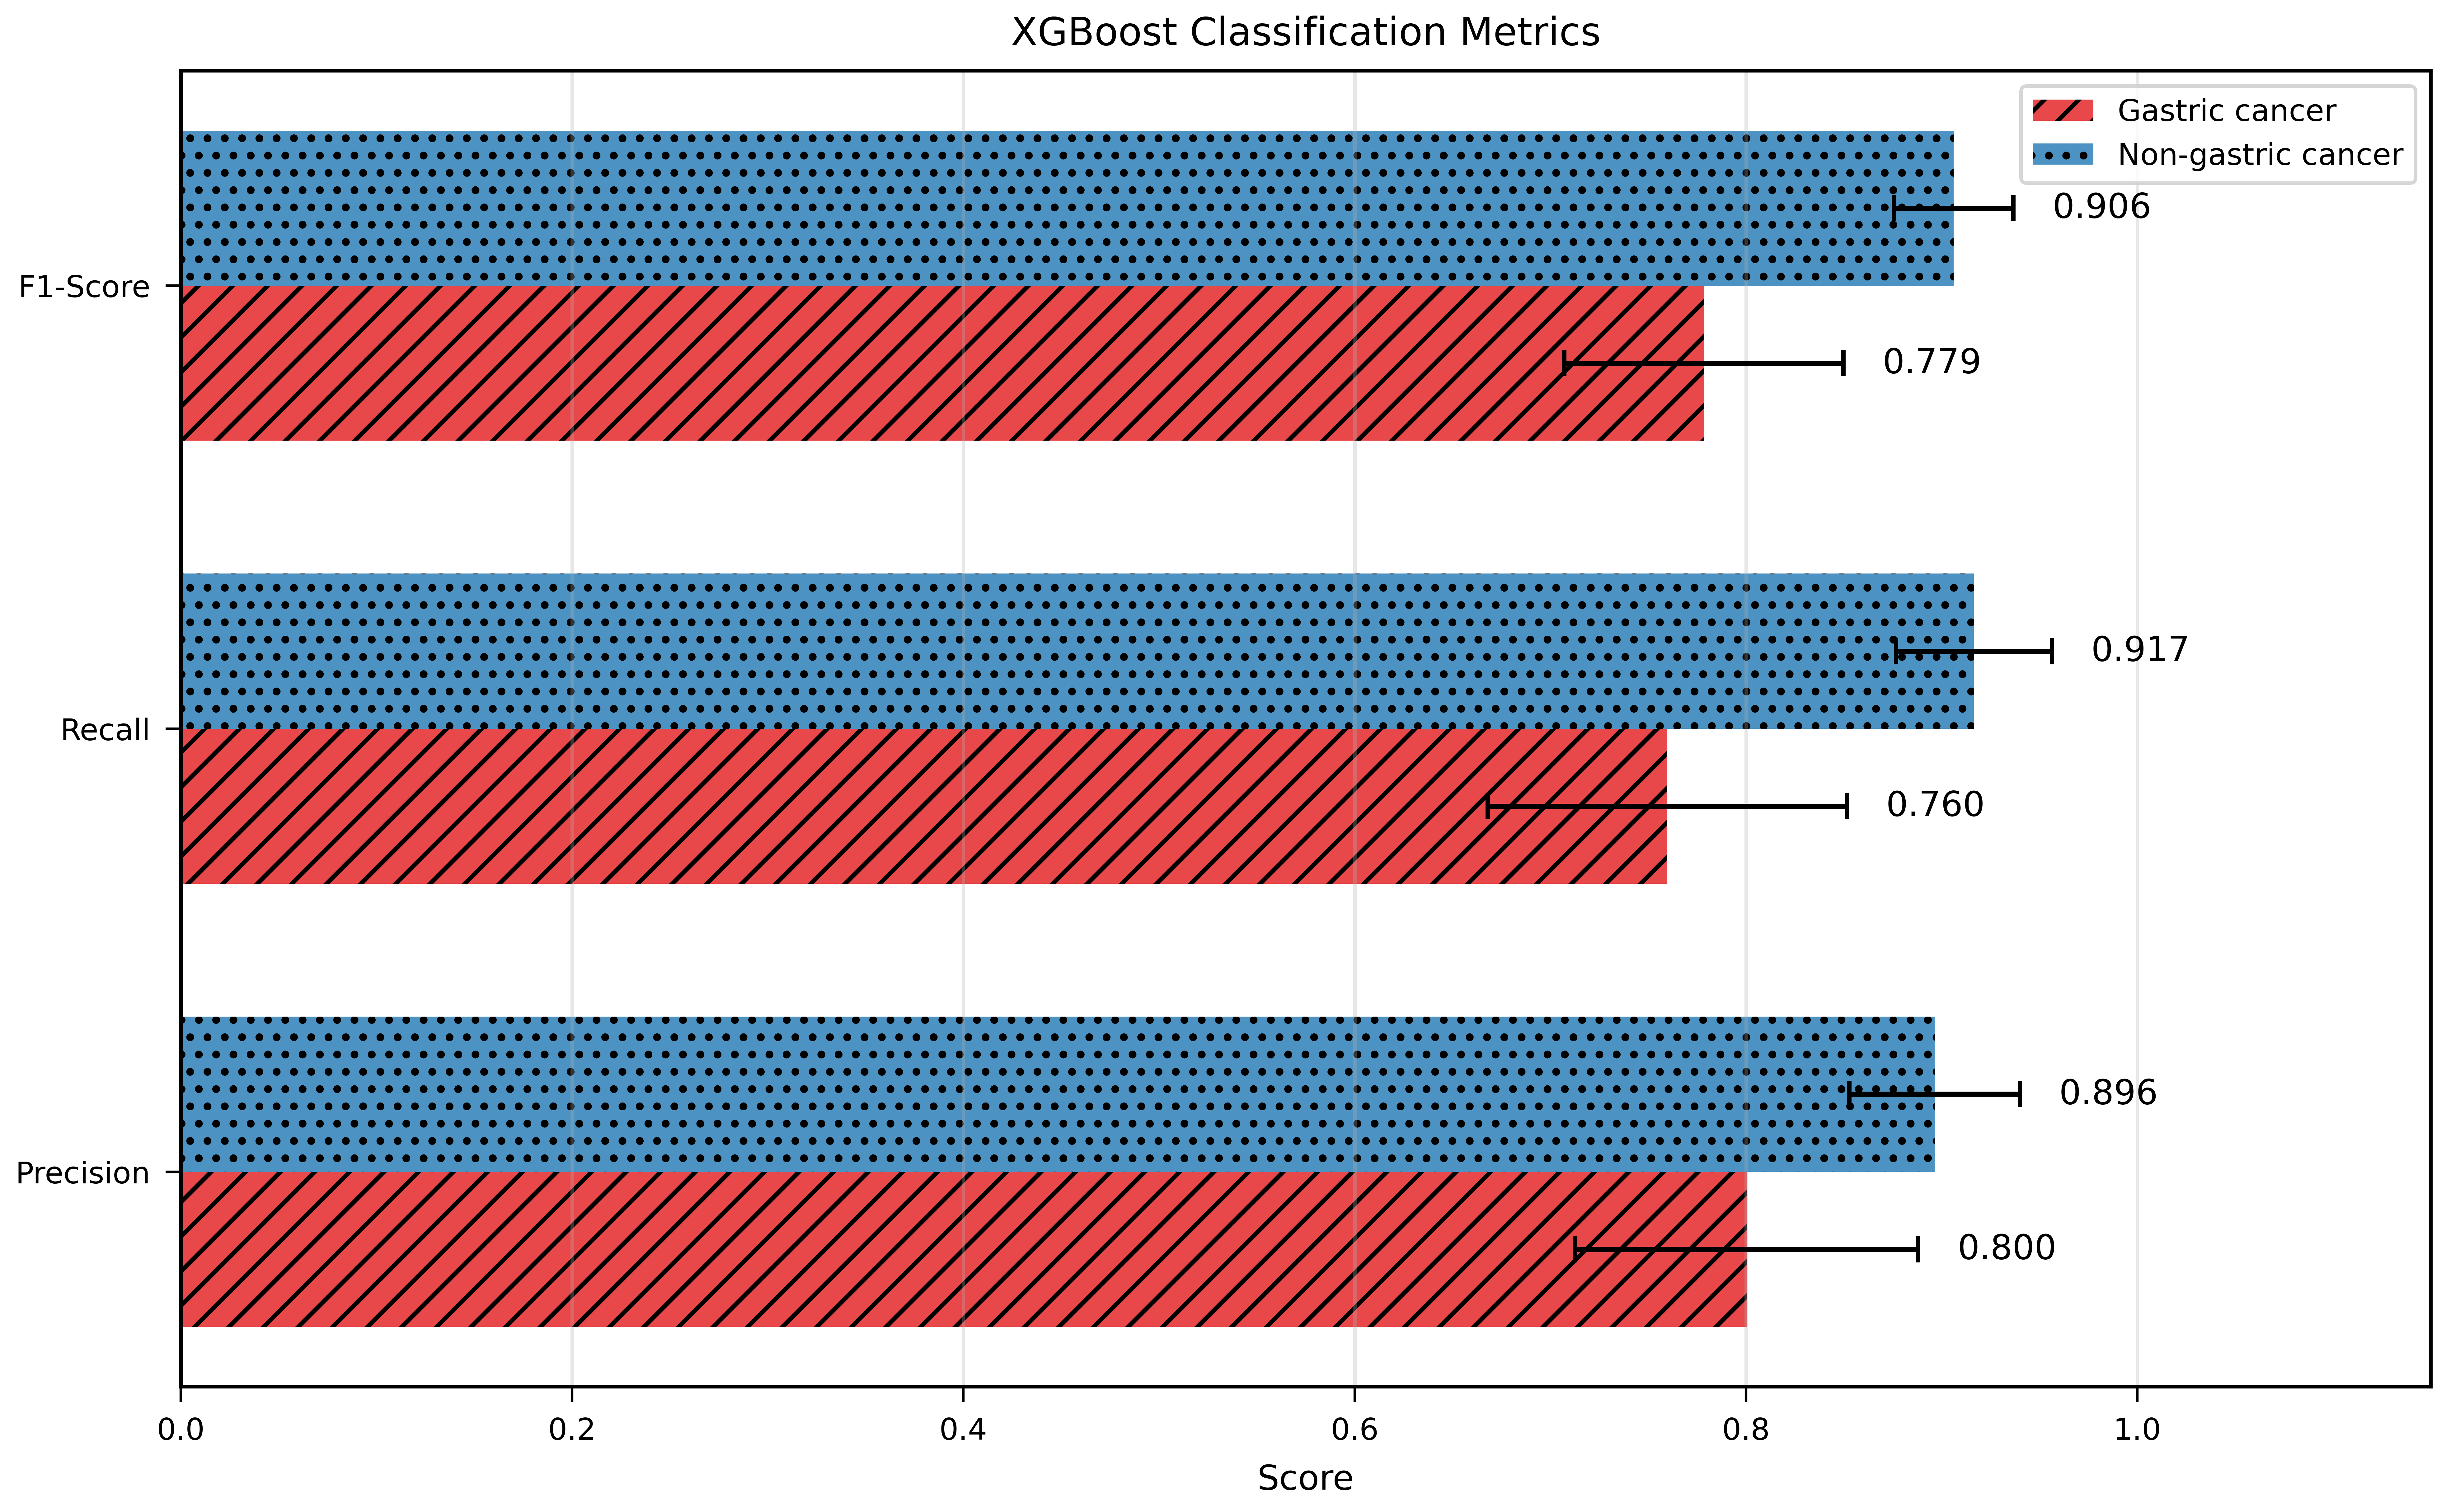 XGBoost Classification Metrics
Gastric cancer
Non-gastric cancer
0.906
F1-Score
0.779
0.917
Recall
0.760
0.896
Precision
0.800
0.0 0.2 0.4 0.6 0.8 1.0
Score